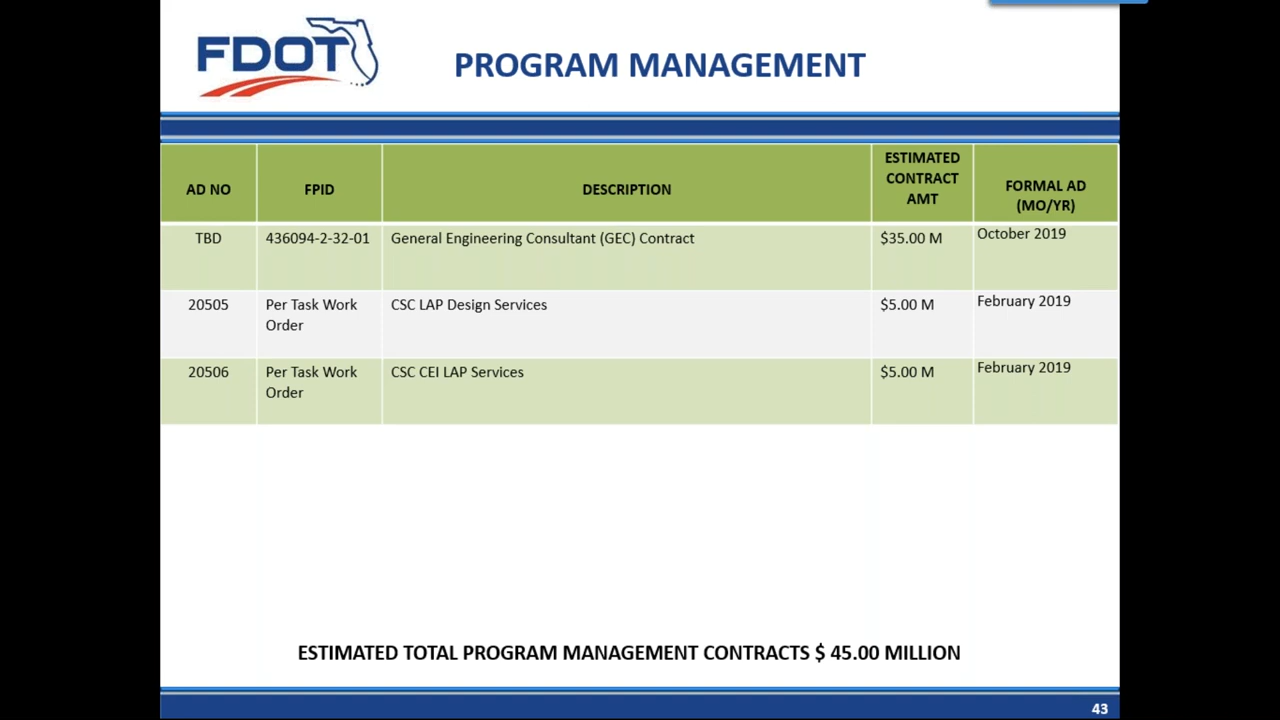 FDOT
PROGRAM MANAGEMENT
AD NO
FPID
DESCRIPTION
ESTIMATED
CONTRACT
AMT
FORMAL AD
(MO/YR)
TBD
436094-2-32-01
General Engineering Consultant (GEC) Contract
$35.00 M
October 2019
20505
Per Task Work
Order
CSC LAP Design Services
$5.00 M
February 2019
20506
Per Task Work
Order
CSC CEI LAP Services
$5.00 M
February 2019
ESTIMATED TOTAL PROGRAM MANAGEMENT CONTRACTS $ 45.00 MILLION
43